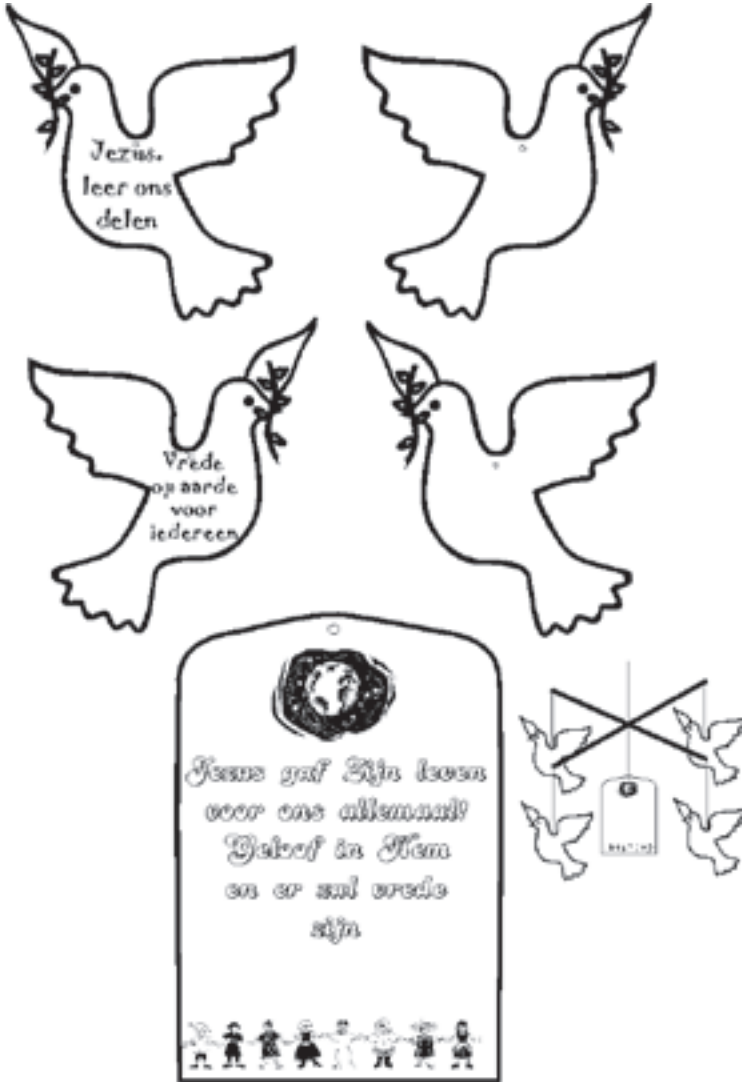 Jezus.
leer ons
delen
Vrede
op aarde
voor
iedereen
Jezus gaf Zijn leven
voor ons allemaal!
Geloof in Hem
en er zal vrede
zijn